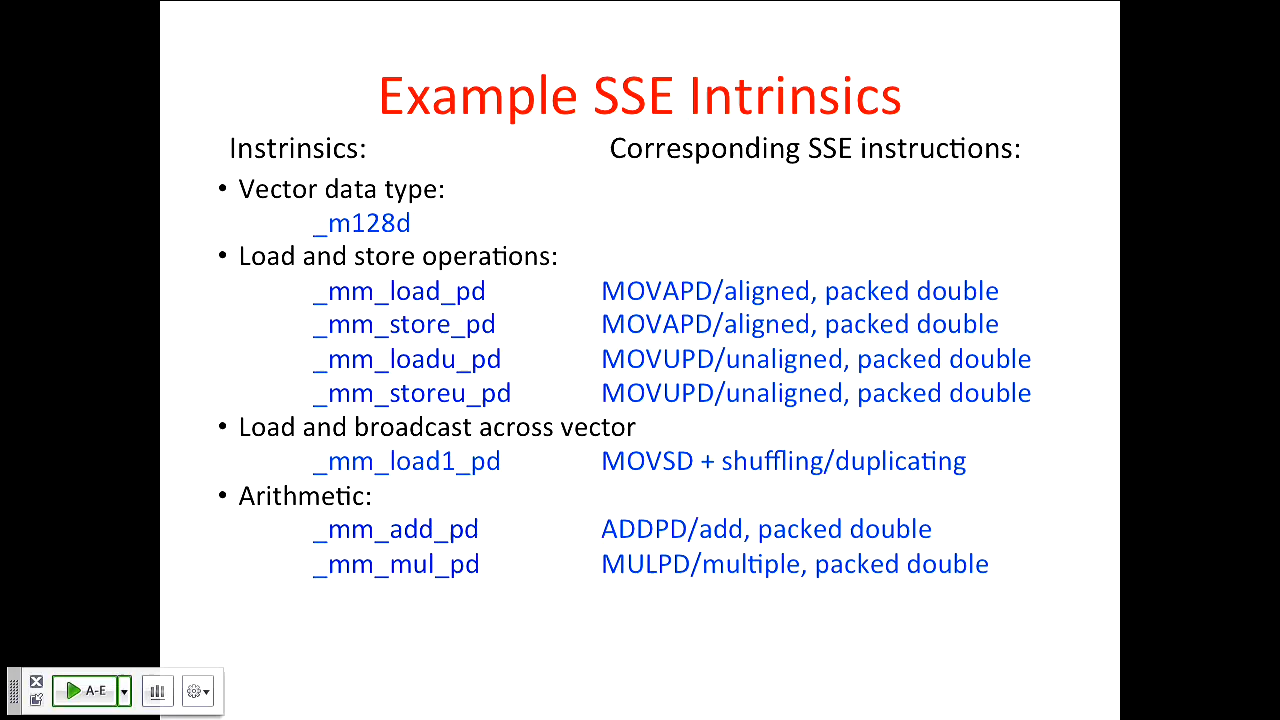 Example SSE Intrinsics
Instrinsics: Corresponding SSE instructions:
• Vector data type:
_m128d
• Load and store operations:
_mm_load_pd MOVAPD/aligned, packed double
_mm_store_pd MOVAPD/aligned, packed double
_mm_loadu_pd MOVUPD/unaligned, packed double
_mm_storeu_pd MOVUPD/unaligned, packed double
• Load and broadcast across vector
_mm_load1_pd MOVSD + shuffling/duplicating
• Arithmetic:
_mm_add_pd ADDPD/add, packed double
_mm_mul_pd MULPD/multiple, packed double
A-E